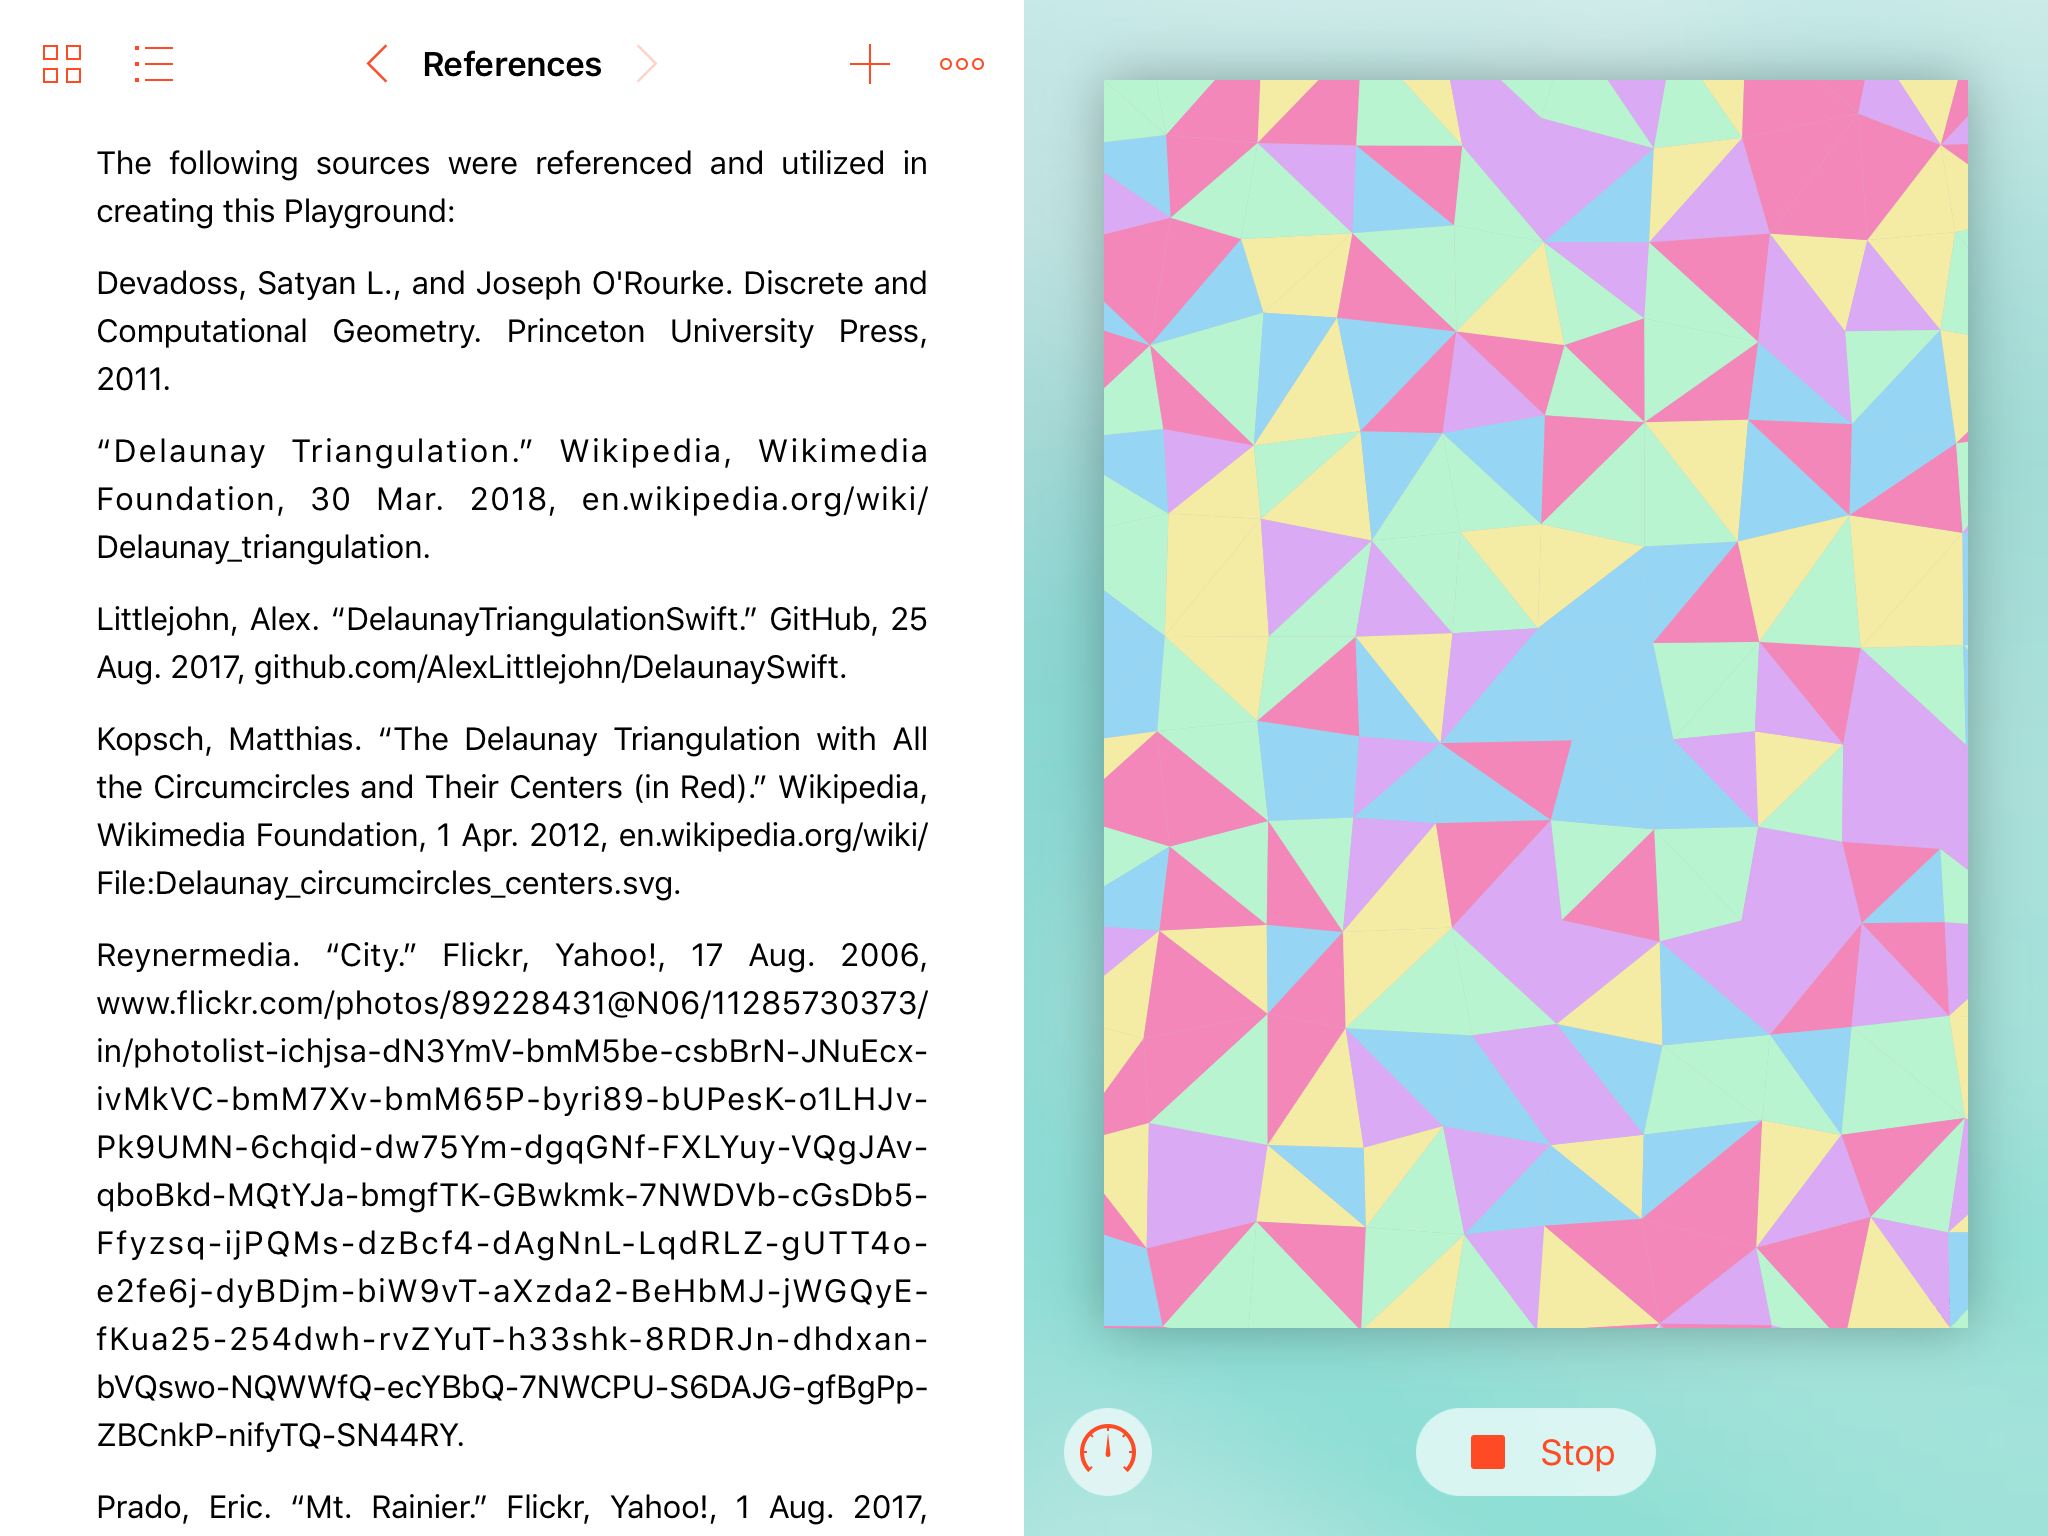 References
The following sources were referenced and utilized in
creating this Playground:
Devadoss, Satyan L., and Joseph O'Rourke. Discrete and
Computational Geometry. Princeton University Press,
2011.
“Delaunay Triangulation.” Wikipedia, Wikimedia
Foundation, 30 Mar. 2018, en.wikipedia.org/wiki/
Delaunay_triangulation.
Littlejohn, Alex. “DelaunayTriangulationSwift.” GitHub, 25
Aug. 2017, github.com/AlexLittlejohn/DelaunaySwift.
Kopsch, Matthias. “The Delaunay Triangulation with All
the Circumcircles and Their Centers (in Red).” Wikipedia,
Wikimedia Foundation, 1 Apr. 2012, en.wikipedia.org/wiki/
File:Delaunay_circumcircles_centers.svg.
Reynermedia. “City.” Flickr, Yahoo!, 17 Aug. 2006,
www.flickr.com/photos/89228431@N06/11285730373/
in/photolist-ichjsa-dN3YmV-bmM5be-csbBrN-JNuEcx-
ivMkVC-bmM7Xv-bmM65P-byri89-bUPesK-o1LHJv-
Pk9UMN-6chqid-dw75Ym-dgqGNf-FXLYuy-VQgJAv-
qboBkd-MQtYJa-bmgfTK-GBwkmk-7NWDVb-cGsDb5-
Ffyzsq-ijPQMs-dzBcf4-dAgNnL-LqdRLZ-gUTT4o-
e2fe6j-dyBDjm-biW9vT-aXzda2-BeHbMJ-jWGQyE-
fKua25-254dwh-rvZYuT-h33shk-8RDRJn-dhdxan-
bVQswo-NQWWfQ-ecYBbQ-7NWCPU-S6DAJG-gfBgPp-
ZBCnkP-nifyTQ-SN44RY.
Prado, Eric. “Mt. Rainier.” Flickr, Yahoo!, 1 Aug. 2017,
Stop